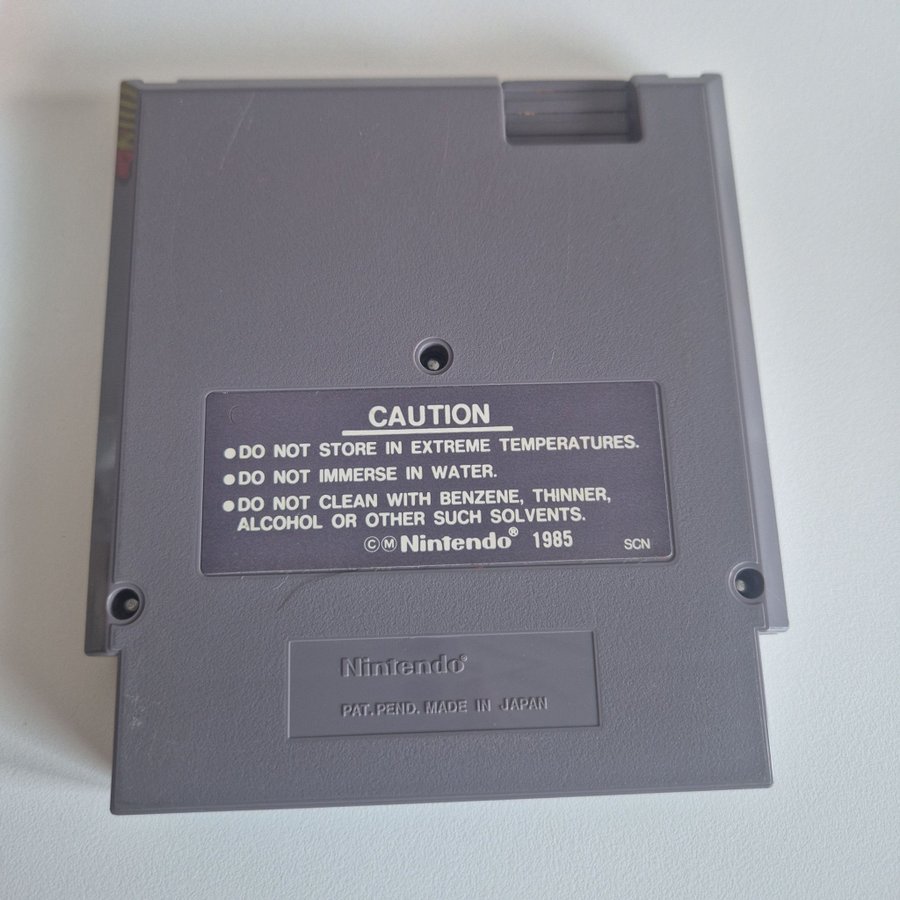 CAUTION
●DO NOT STORE IN EXTREME TEMPERATURES.
●DO NOT IMMERSE IN WATER.
●DO NOT CLEAN WITH BENZENE, THINNER,
ALCOHOL OR OTHER SUCH SOLVENTS.
ⒸⓂNintendo® 1985 SCN
Nintendo®
PAT. PEND. MADE IN JAPAN